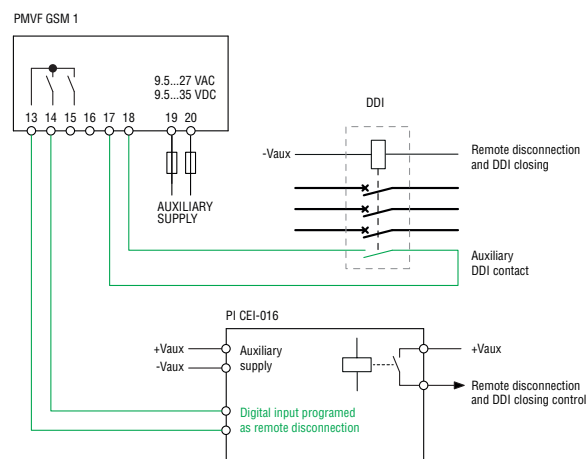 PMVF GSM 1
9.5...27 VAC
9.5...35 VDC
13 14 15 16 17 18 19 20
AUXILIARY
SUPPLY
DDI
-Vaux
Remote disconnection
and DDI closing
Auxiliary
DDI contact
PI CEI-016
+Vaux
-Vaux
Auxiliary
supply
Digital input programed
as remote disconnection
+Vaux
Remote disconnection
and DDI closing control